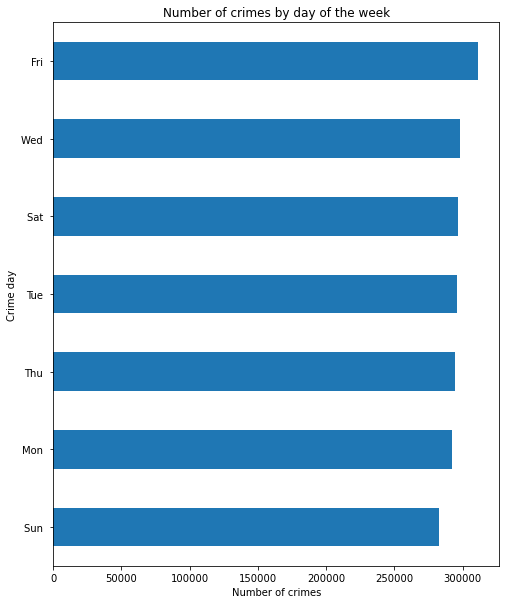 Number of crimes by day of the week
Fri
Wed
Sat
Tue
Thu
Mon
Sun
Crime day
0 50000 100000 150000 200000 250000 300000
Number of crimes